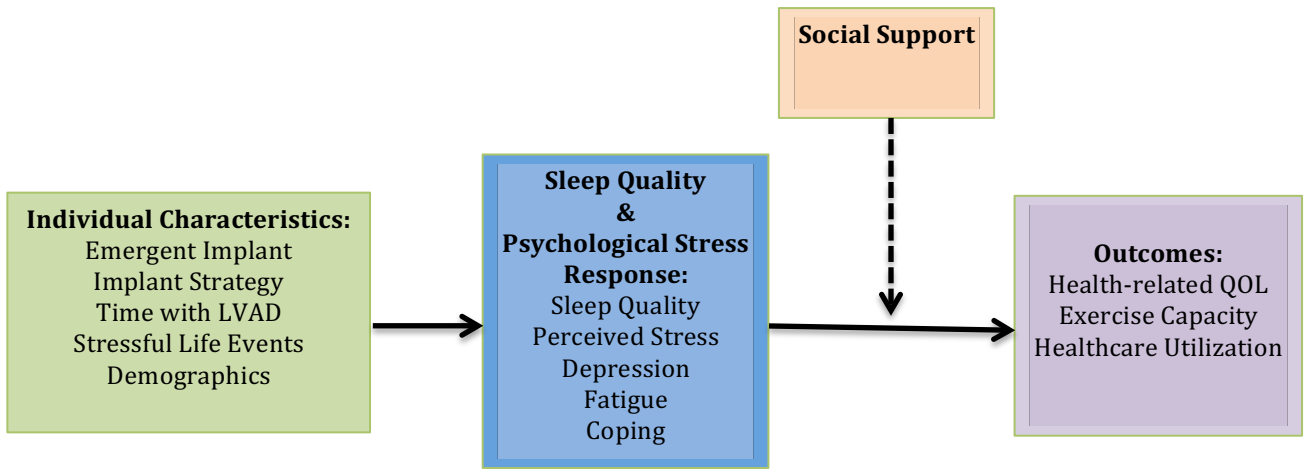 Social Support
Individual Characteristics:
Emergent Implant
Implant Strategy
Time with LVAD
Stressful Life Events
Demographics
Sleep Quality
&
Psychological Stress
Response:
Sleep Quality
Perceived Stress
Depression
Fatigue
Coping
Outcomes:
Health-related QOL
Exercise Capacity
Healthcare Utilization